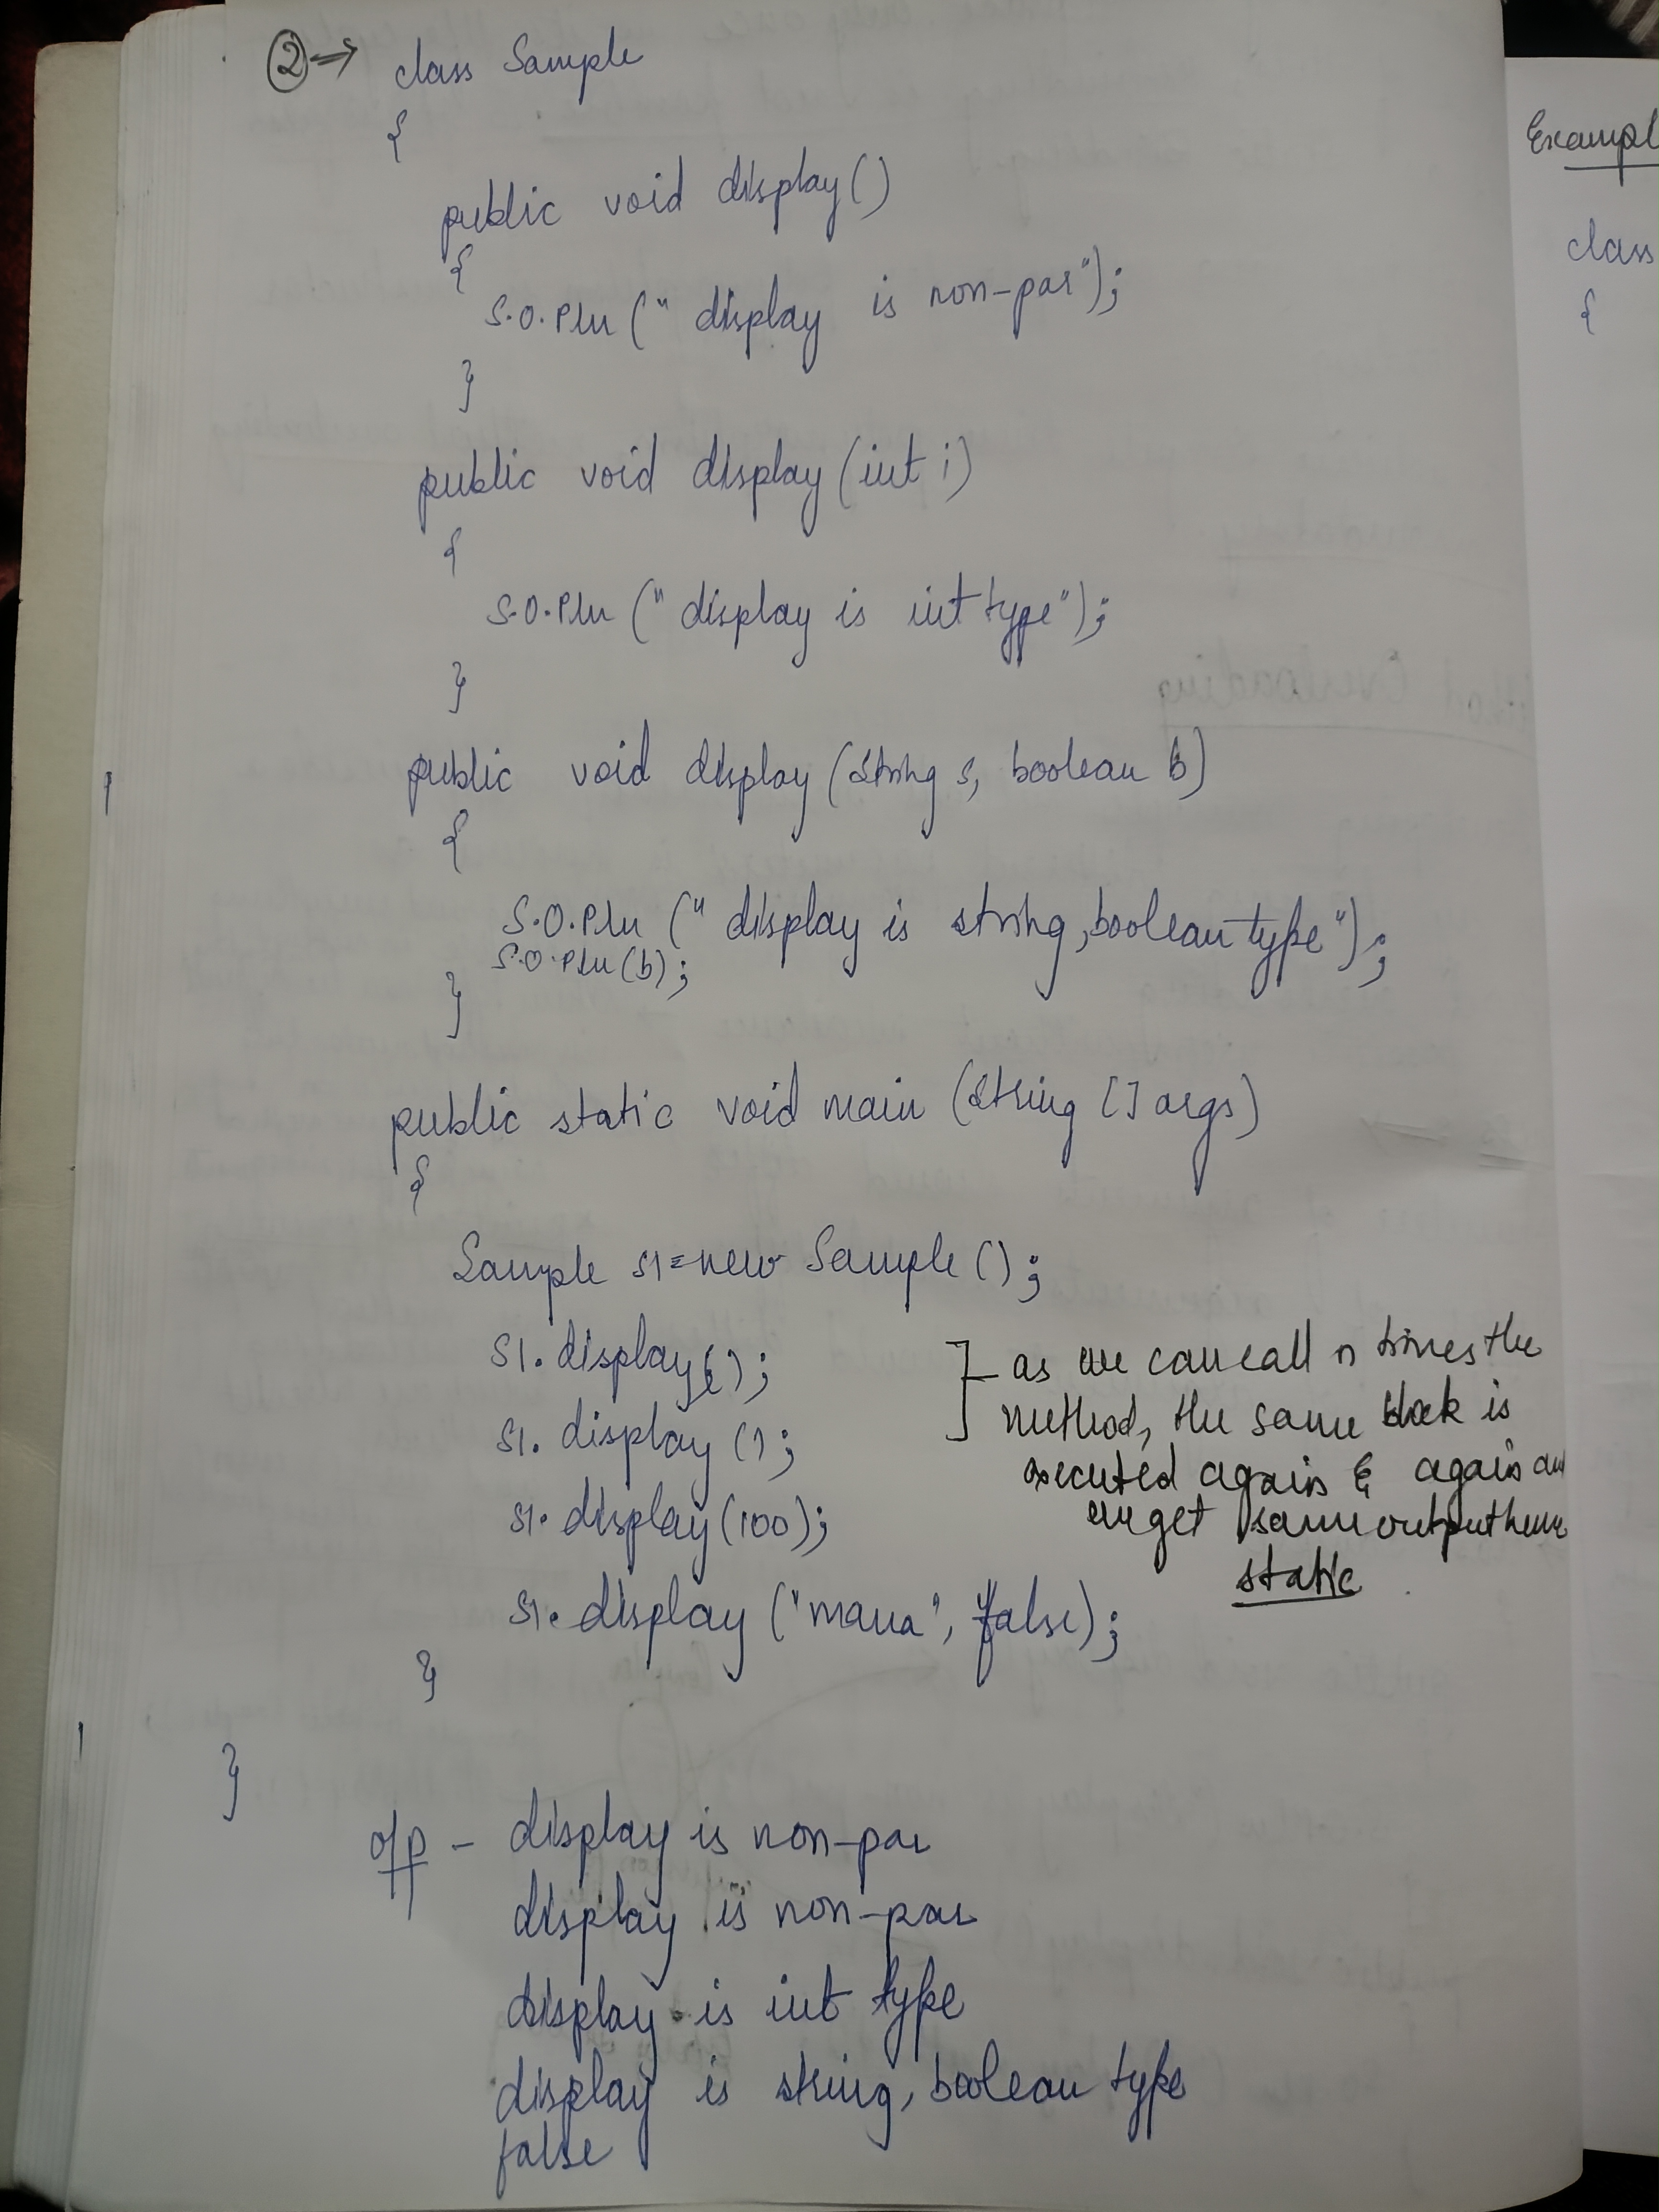 ②→ class Sample
{
public void display()
{
S.O.Pln (" display is non-par");
}
public void display (int i)
{
S.O.Pln (" display is int type");
}
public void display (String s, boolean b)
{
S.O.Pln (" display is string, boolean type");
S.O.Pln (b);
}
public static void main (String [] args)
{
Sample s1 = new Sample ();
s1. display();
s1. display ();
s1. display (100);
s1. display ("mana", false);
}
}
as we can call n times the
method, the same block is
executed again & again and
we get same output hence
static
o/p - display is non-par
display is non-par
display is int type
display is string, boolean type
false
Exampl
class
{